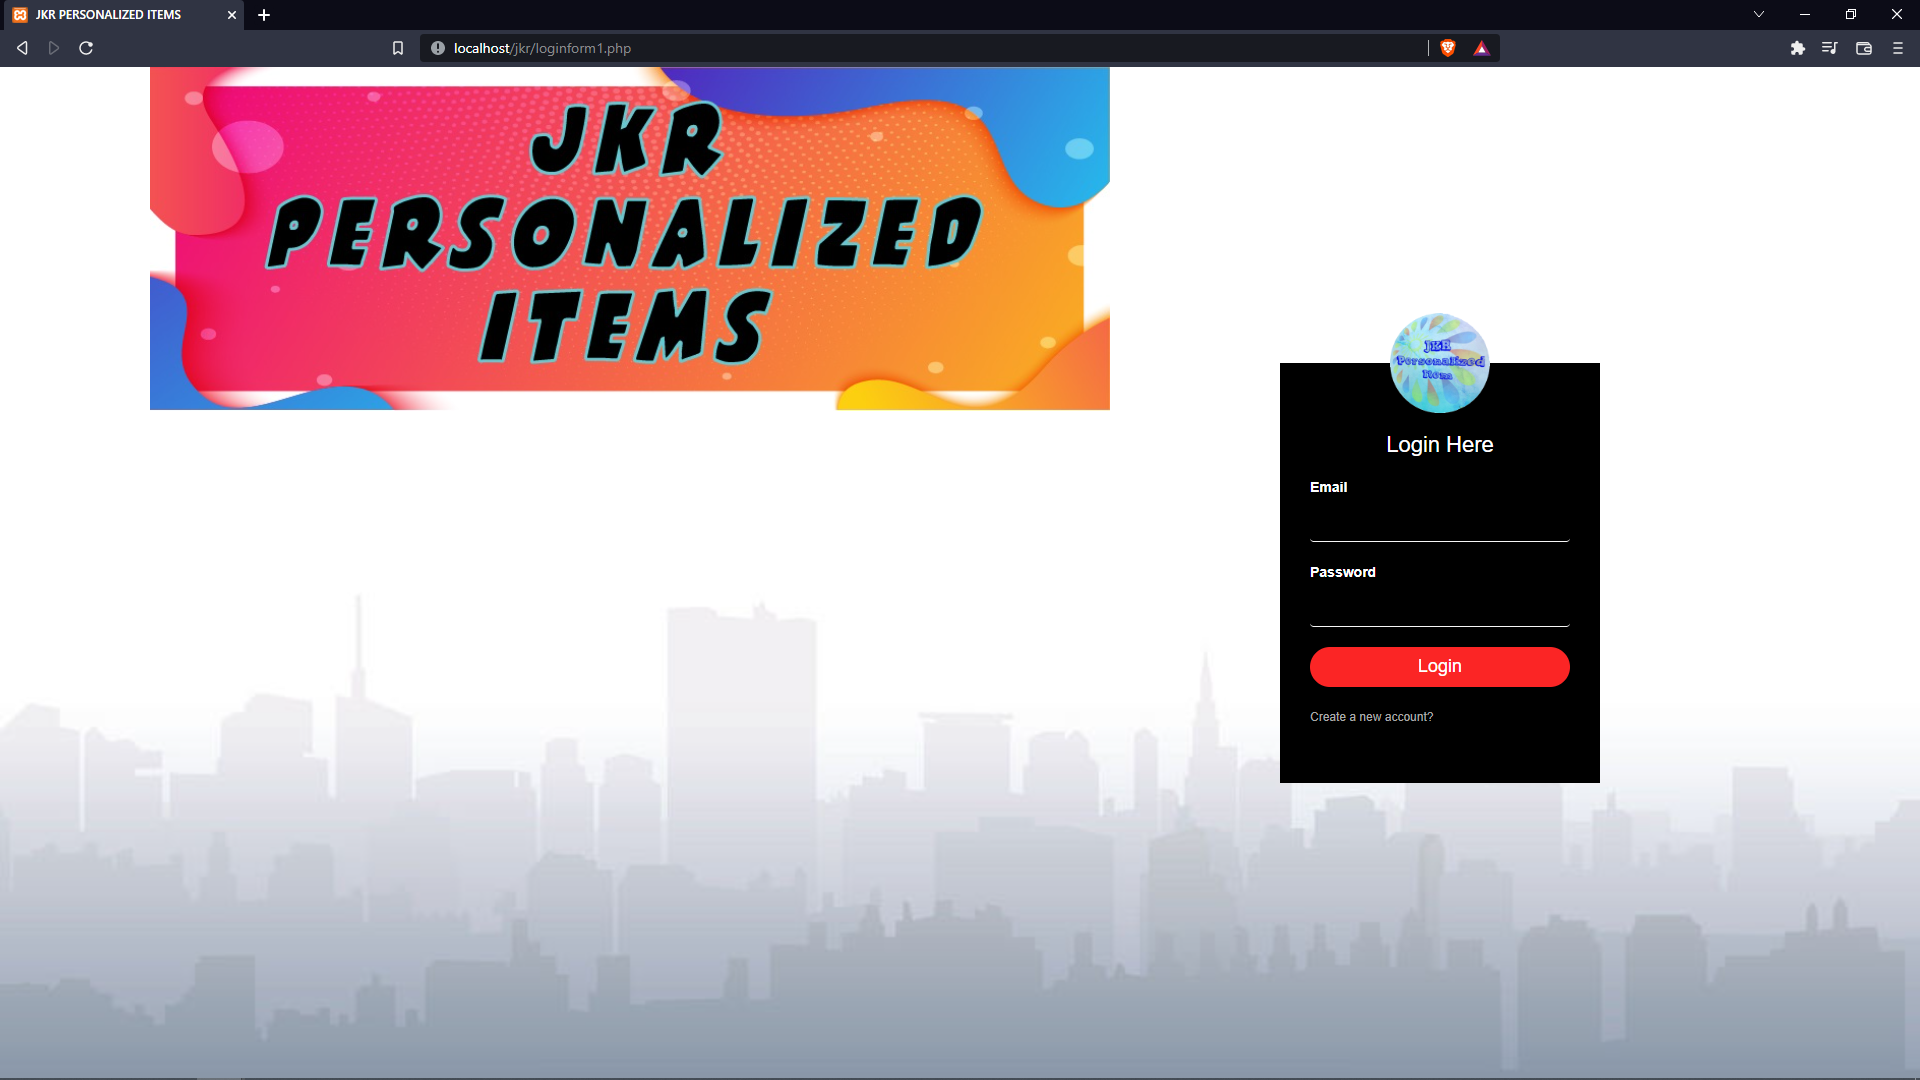 JKR PERSONALIZED ITEMS
localhost/jkr/loginform1.php
JKR
PERSONALIZED
ITEMS
JKR
Personalized
Item
Login Here
Email
Password
Login
Create a new account?